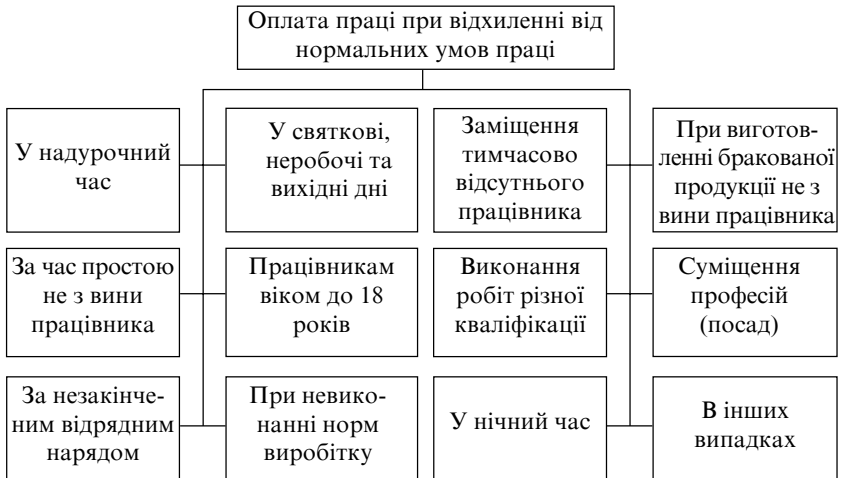 Оплата праці при відхиленні від
нормальних умов праці
У надурочний
час
У святкові,
неробочі та
вихідні дні
Заміщення
тимчасово
відсутнього
працівника
При виготов-
ленні бракованої
продукції не з
вини працівника
За час простою
не з вини
працівника
Працівникам
віком до 18
років
Виконання
робіт різної
кваліфікації
Суміщення
професій
(посад)
За незакінче-
ним відрядним
нарядом
При невико-
нанні норм
виробітку
У нічний час
В інших
випадках